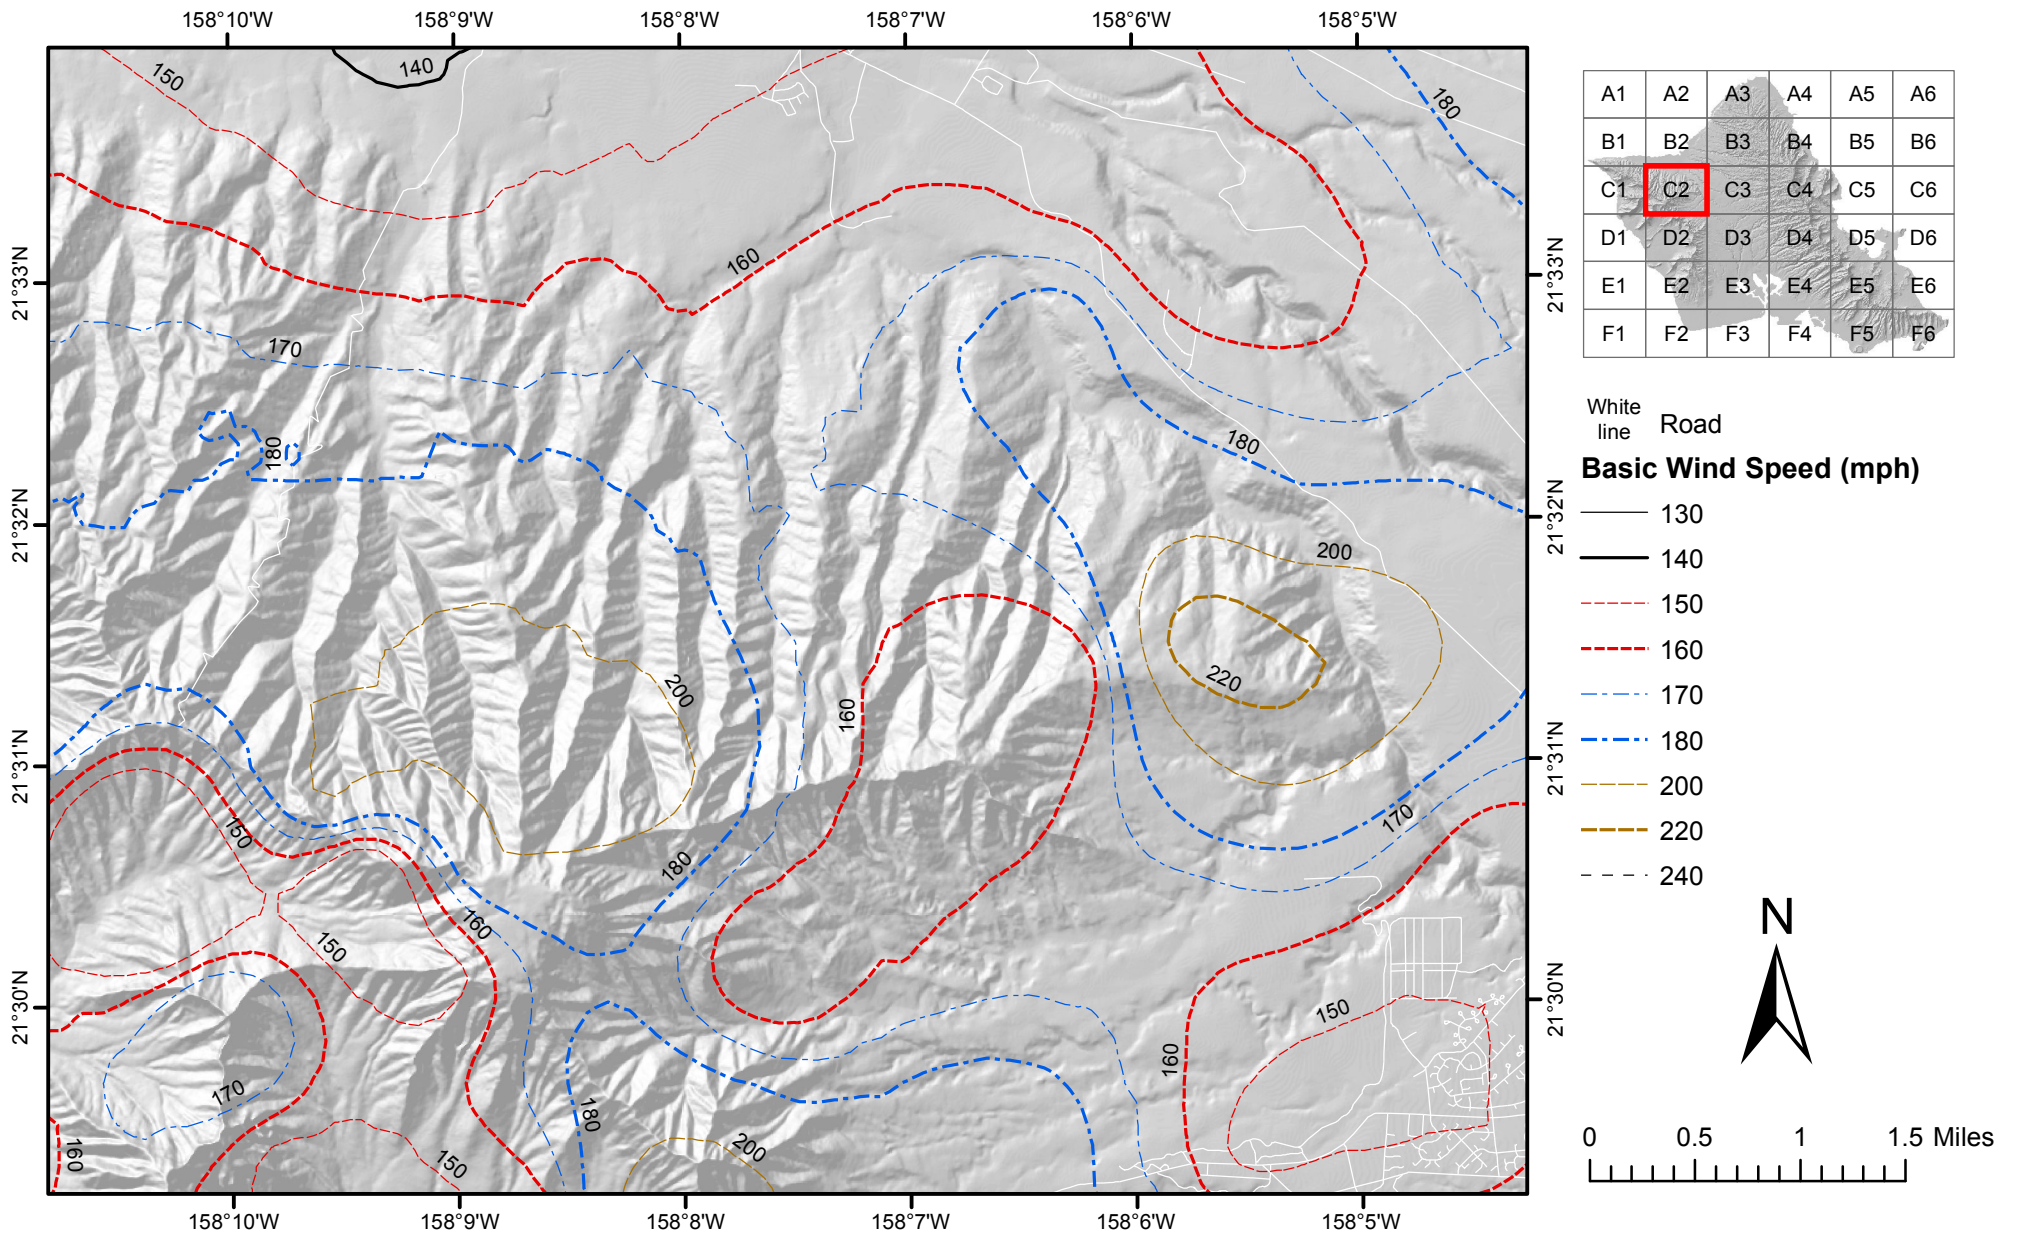 158°10'W 158°9'W 158°8'W 158°7'W 158°6'W 158°5'W
150
140
180
21°33'N
160
21°33'N
170
180
180
21°32'N
21°32'N
200
200
220
160
21°31'N
21°31'N
150
170
180
160
150
21°30'N
21°30'N
150
160
170
180
160
150
200
158°10'W 158°9'W 158°8'W 158°7'W 158°6'W 158°5'W
A1 A2 A3 A4 A5 A6
B1 B2 B3 B4 B5 B6
C1 C2 C3 C4 C5 C6
D1 D2 D3 D4 D5 D6
E1 E2 E3 E4 E5 E6
F1 F2 F3 F4 F5 F6
White
line Road
Basic Wind Speed (mph)
130
140
150
160
170
180
200
220
240
N
0 0.5 1 1.5 Miles